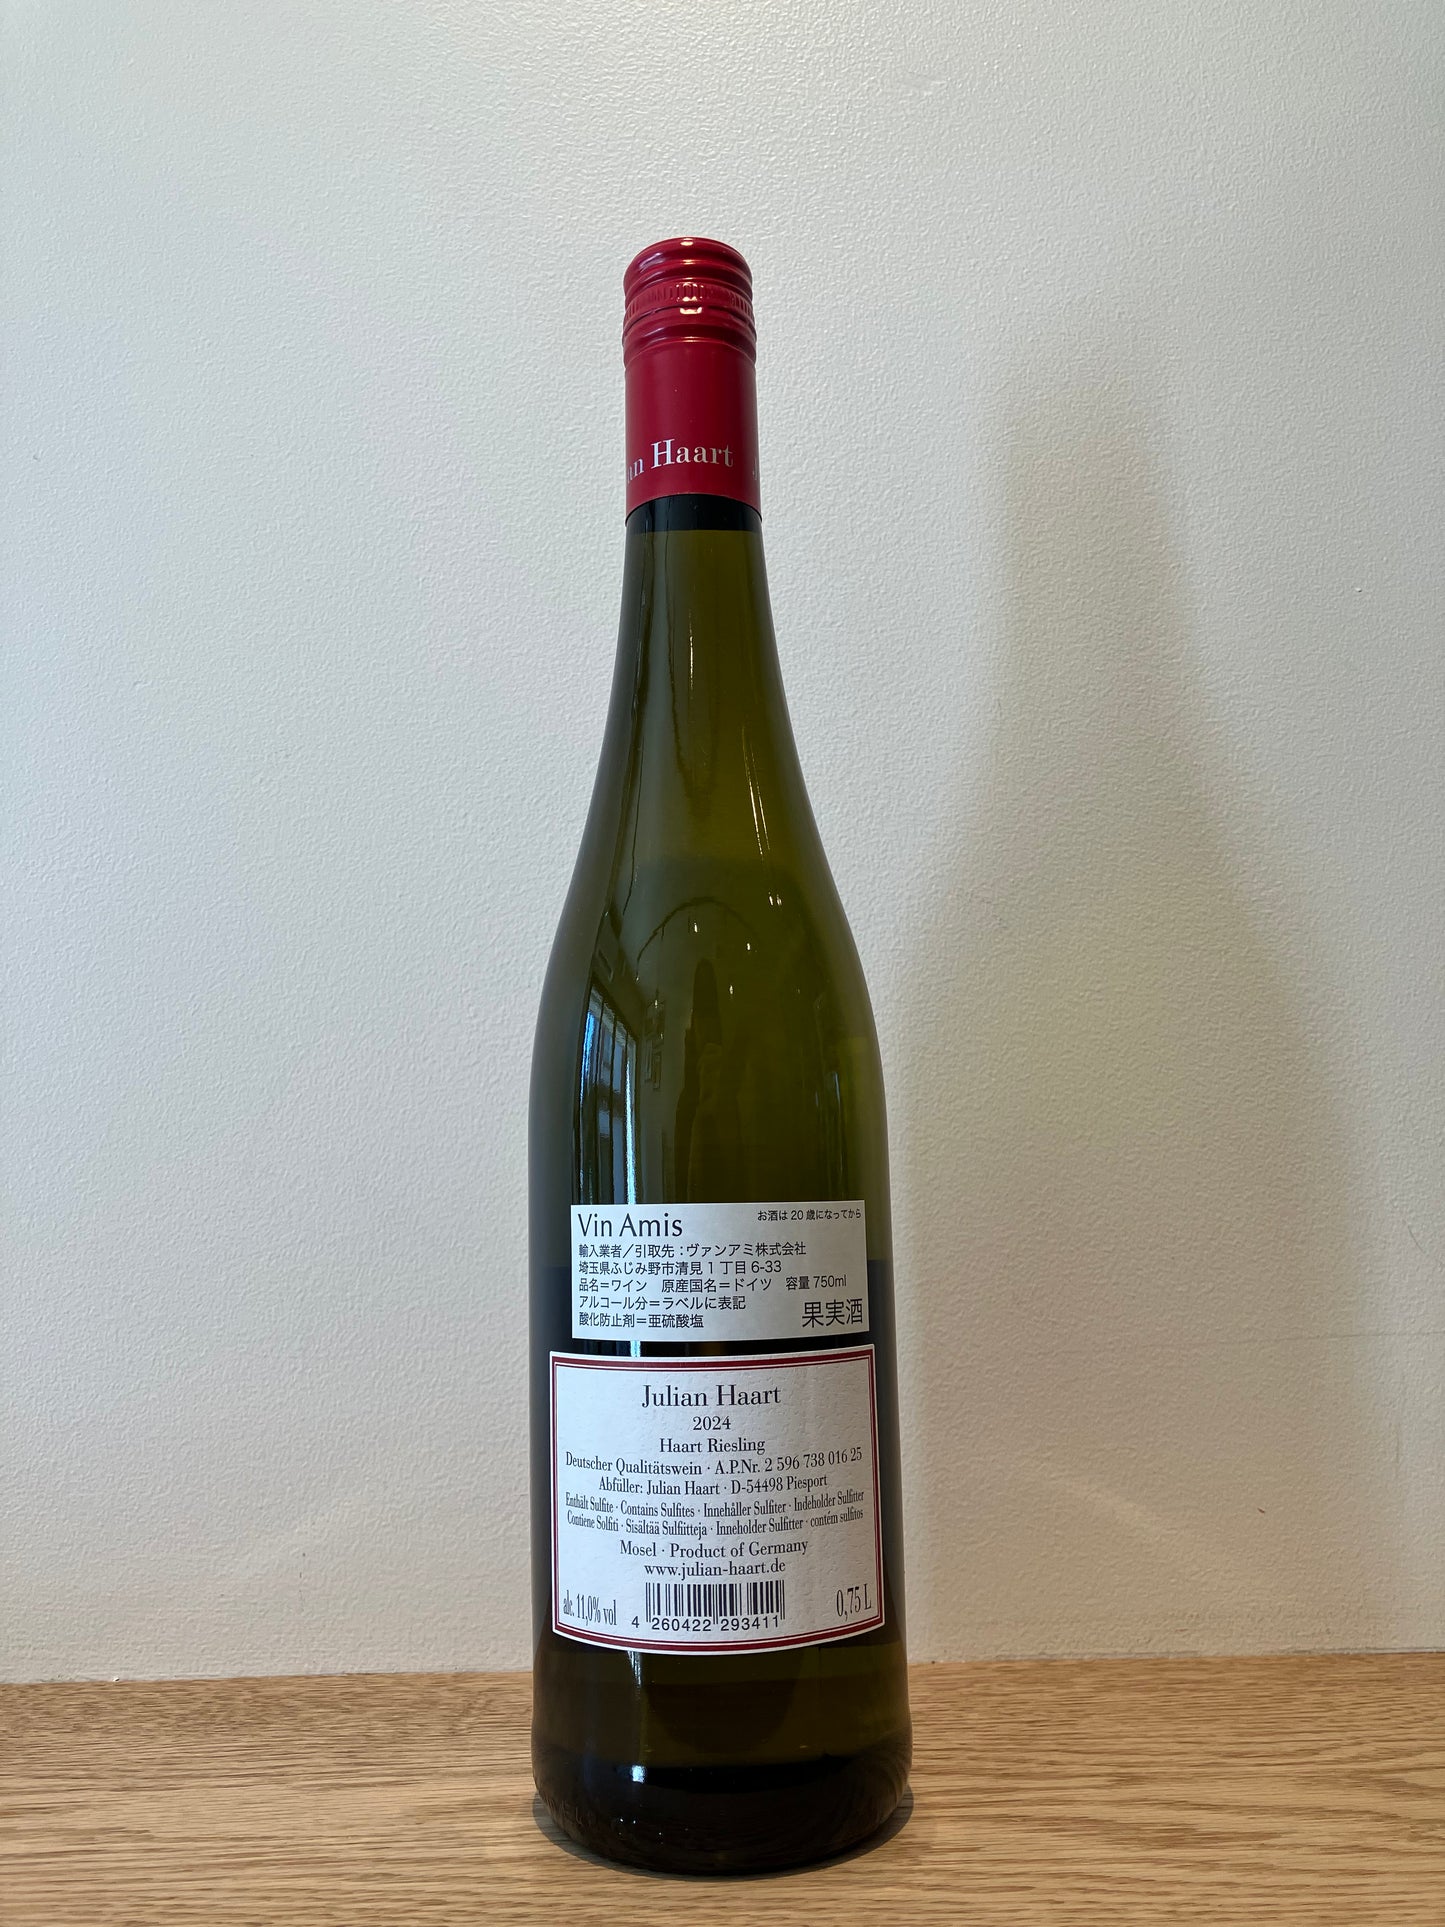 Haart
Vin Amis お酒は20歳になってから
輸入業者／引取先：ヴァンアミ株式会社
埼玉県ふじみ野市清見1丁目6-33
品名＝ワイン 原産国名＝ドイツ 容量750ml
アルコール分＝ラベルに表記
酸化防止剤＝亜硫酸塩 果実酒
Julian Haart
2024
Haart Riesling
Deutscher Qualitätswein · A.P.Nr. 2 596 738 016 25
Abfüller: Julian Haart · D-54498 Piesport
Enthält Sulfite · Contains Sulfites · Innehåller Sulfiter · Indeholder Sulfitter
Contiene Solfiti · Sisältää Sulfiitteja · Inneholder Sulfitter · contém sulfitos
Mosel · Product of Germany
www.julian-haart.de
alc. 11,0% vol 4 260422 293411 0,75 L